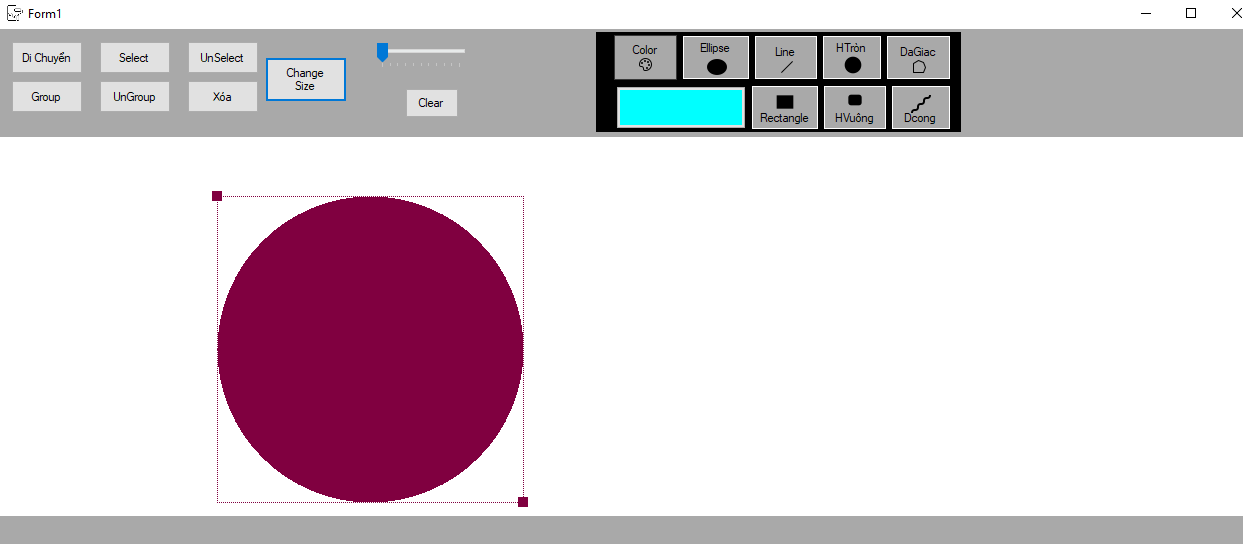 Form1
Di Chuyển
Select
UnSelect
Group
UnGroup
Xóa
Change
Size
Clear
Color
Ellipse
Line
HTròn
DaGiac
Rectangle
HVuông
Dcong